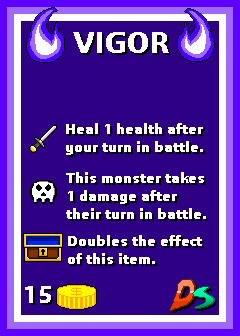 VIGOR
Heal 1 health after
your turn in battle.
This monster takes
1 damage after
their turn in battle.
Doubles the effect
of this item.
15
DS